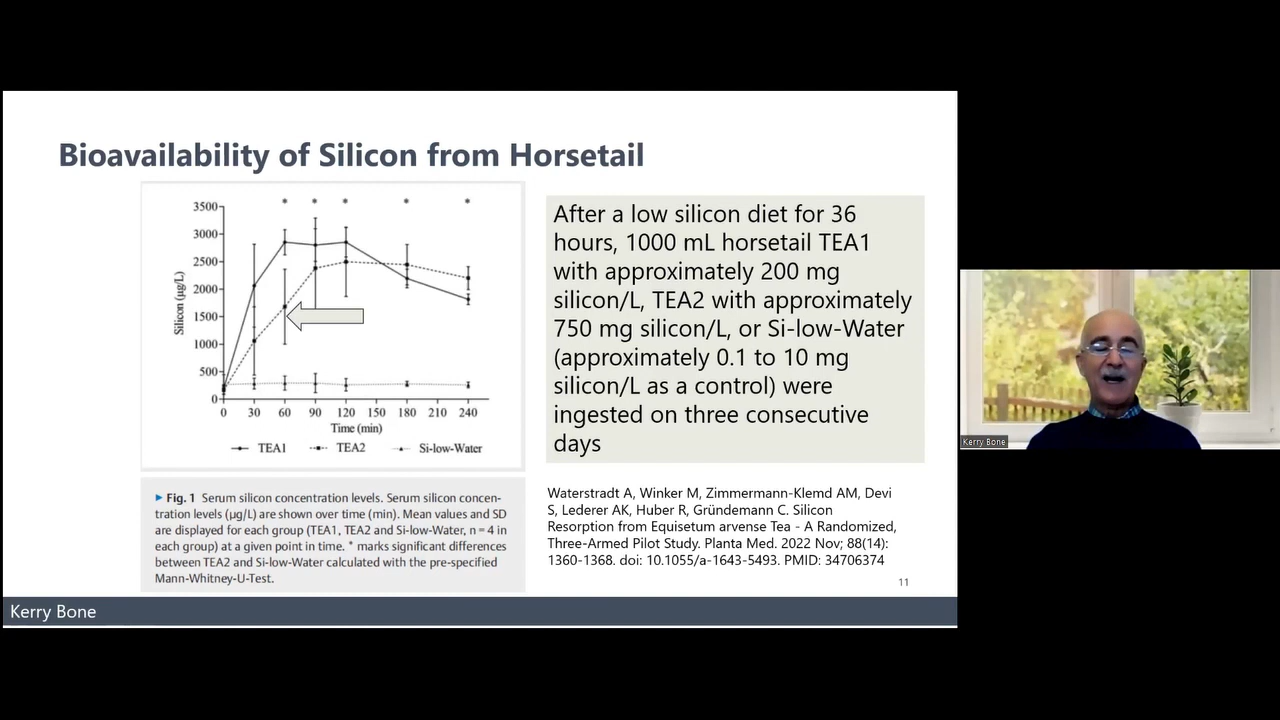 Bioavailability of Silicon from Horsetail
* * * * *
3500
3000
2500
2000
1500
1000
500
0
Silicon (µg/L)
0 30 60 90 120 150 180 210 240
Time (min)
TEA1 TEA2 Si-low-Water
► Fig. 1 Serum silicon concentration levels. Serum silicon concen-
tration levels (µg/L) are shown over time (min). Mean values and SD
are displayed for each group (TEA1, TEA2 and Si-low-Water, n = 4 in
each group) at a given point in time. * marks significant differences
between TEA2 and Si-low-Water calculated with the pre-specified
Mann-Whitney-U-Test.
After a low silicon diet for 36
hours, 1000 mL horsetail TEA1
with approximately 200 mg
silicon/L, TEA2 with approximately
750 mg silicon/L, or Si-low-Water
(approximately 0.1 to 10 mg
silicon/L as a control) were
ingested on three consecutive
days
Waterstradt A, Winker M, Zimmermann-Klemd AM, Devi
S, Lederer AK, Huber R, Gründemann C. Silicon
Resorption from Equisetum arvense Tea - A Randomized,
Three-Armed Pilot Study. Planta Med. 2022 Nov; 88(14):
1360-1368. doi: 10.1055/a-1643-5493. PMID: 34706374
11
Kerry Bone
Kerry Bone